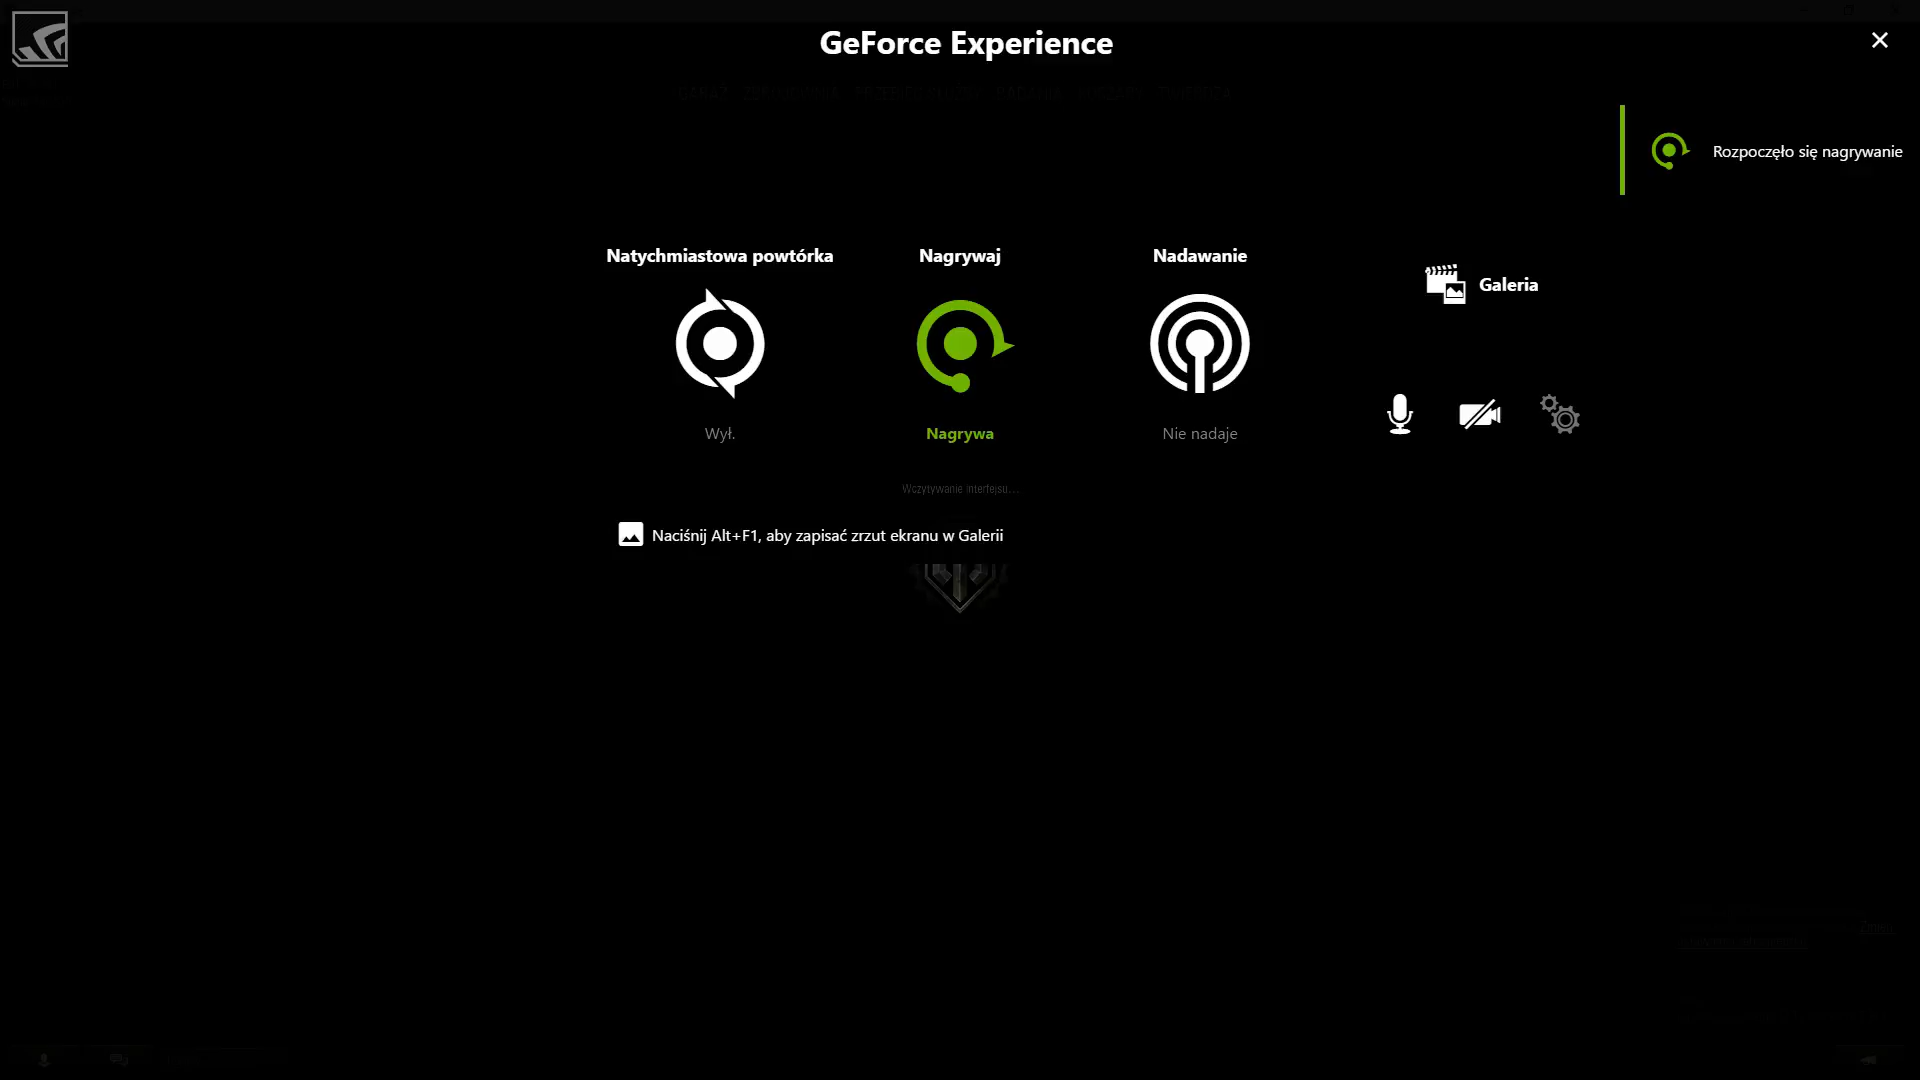 GeForce Experience
Rozpoczęło się nagrywanie
Natychmiastowa powtórka
Nagrywaj
Nadawanie
Galeria
Wył.
Nagrywa
Nie nadaje
Wczytywanie interfejsu...
Naciśnij Alt+F1, aby zapisać zrzut ekranu w Galerii